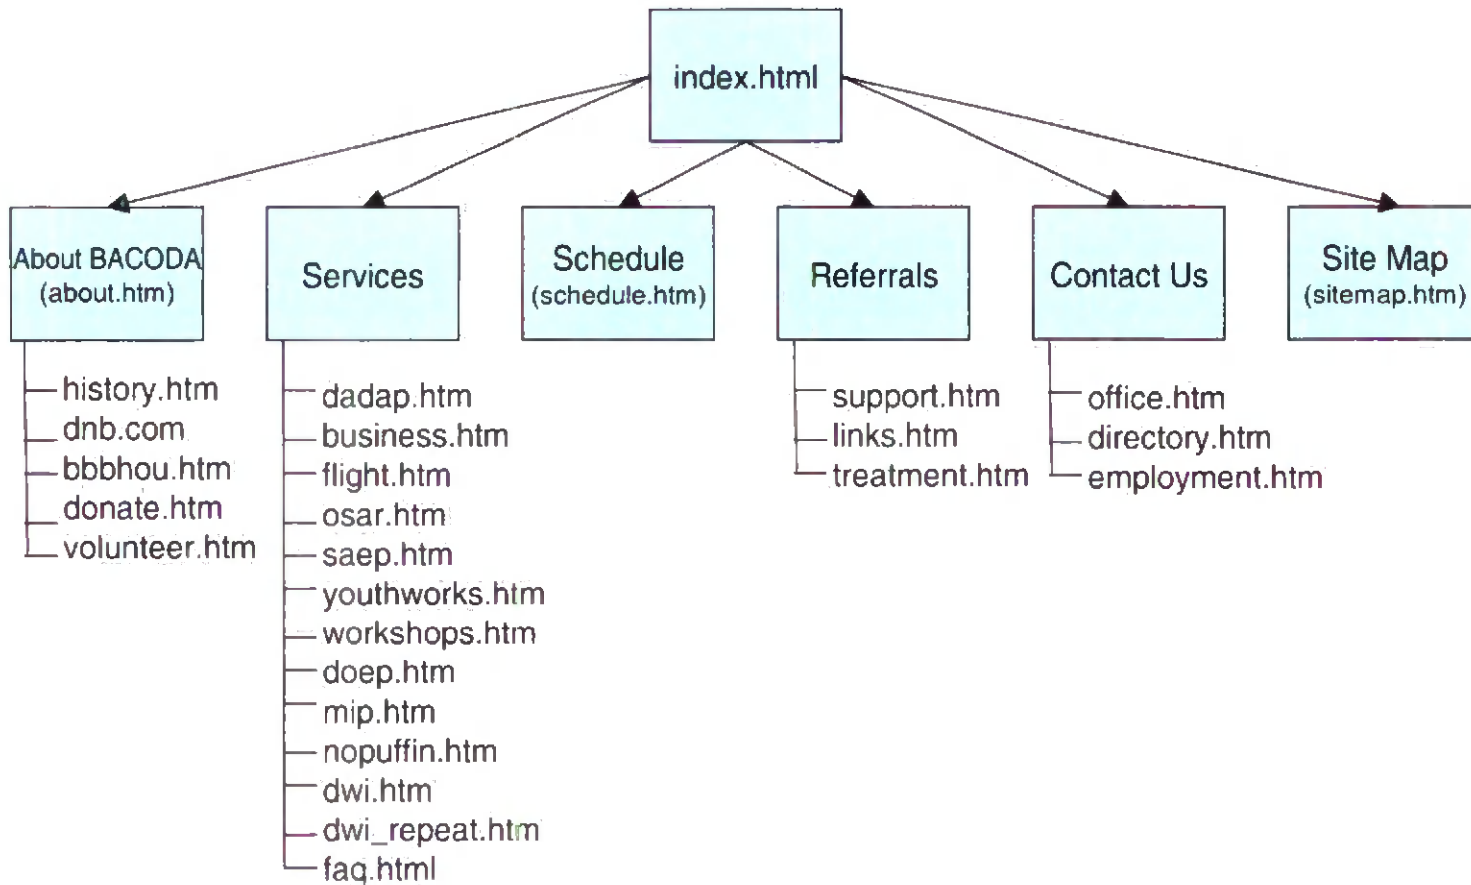 index.html
About BACODA
(about.htm)
Services
Schedule
(schedule.htm)
Referrals
Contact Us
Site Map
(sitemap.htm)
history.htm
dnb.com
bbbhou.htm
donate.htm
volunteer.htm
dadap.htm
business.htm
flight.htm
osar.htm
saep.htm
youthworks.htm
workshops.htm
doep.htm
mip.htm
nopuffin.htm
dwi.htm
dwi_repeat.htm
faq.html
support.htm
links.htm
treatment.htm
office.htm
directory.htm
employment.htm